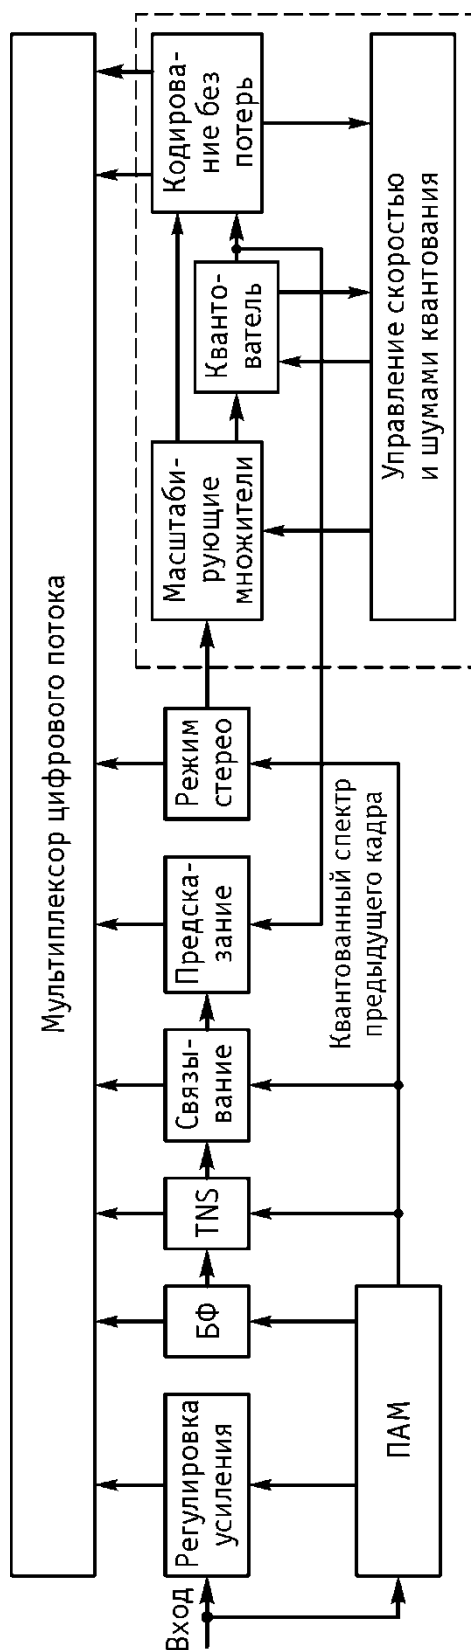 Мультиплексор цифрового потока
Вход
Регулировка
усиления
БФ
TNS
Связы-
вание
Предска-
зание
Режим
стерео
Масштаби-
рующие
множители
Кванто-
ватель
Кодирова-
ние без
потерь
ПАМ
Квантованный спектр
предыдущего кадра
Управление скоростью
и шумами квантования